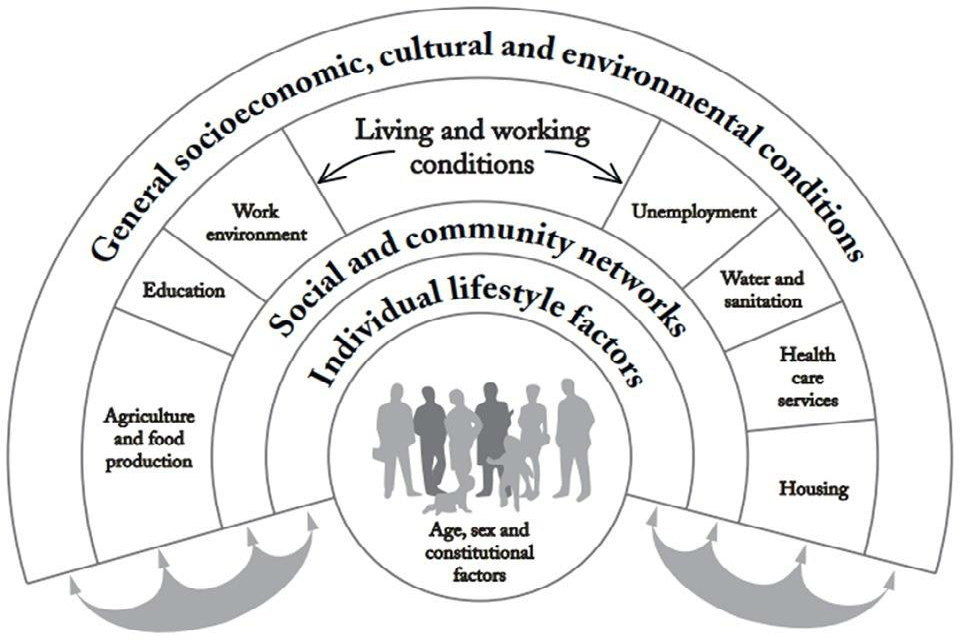 General socioeconomic, cultural and environmental conditions
Living and working
conditions
Work
environment
Unemployment
Education
Water and
sanitation
Agriculture
and food
production
Health
care
services
Housing
Social and community networks
Individual lifestyle factors
Age, sex and
constitutional
factors